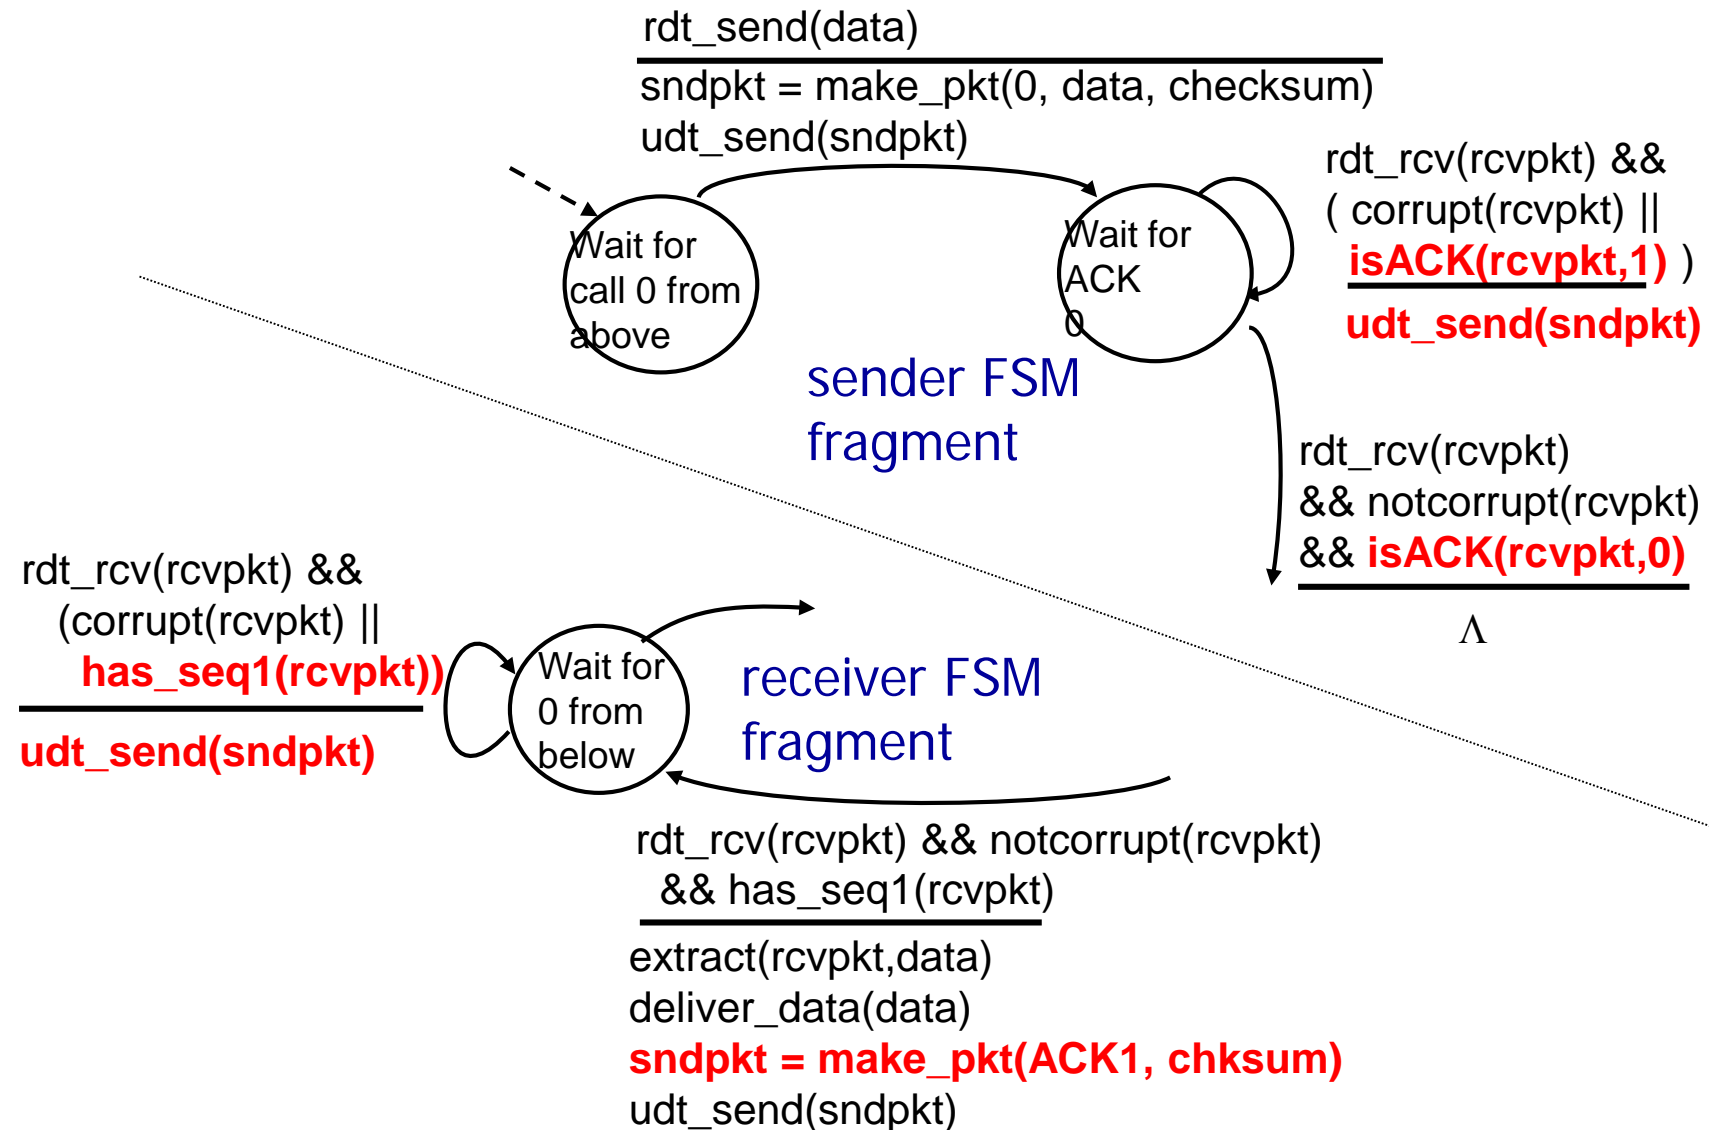 rdt_send(data)
sndpkt = make_pkt(0, data, checksum)
udt_send(sndpkt)
rdt_rcv(rcvpkt) &&
( corrupt(rcvpkt) ||
isACK(rcvpkt,1) )
udt_send(sndpkt)
Wait for
call 0 from
above
Wait for
ACK
0
sender FSM
fragment
rdt_rcv(rcvpkt)
&& notcorrupt(rcvpkt)
&& isACK(rcvpkt,0)
Λ
rdt_rcv(rcvpkt) &&
(corrupt(rcvpkt) ||
has_seq1(rcvpkt))
udt_send(sndpkt)
Wait for
0 from
below
receiver FSM
fragment
rdt_rcv(rcvpkt) && notcorrupt(rcvpkt)
&& has_seq1(rcvpkt)
extract(rcvpkt,data)
deliver_data(data)
sndpkt = make_pkt(ACK1, chksum)
udt_send(sndpkt)